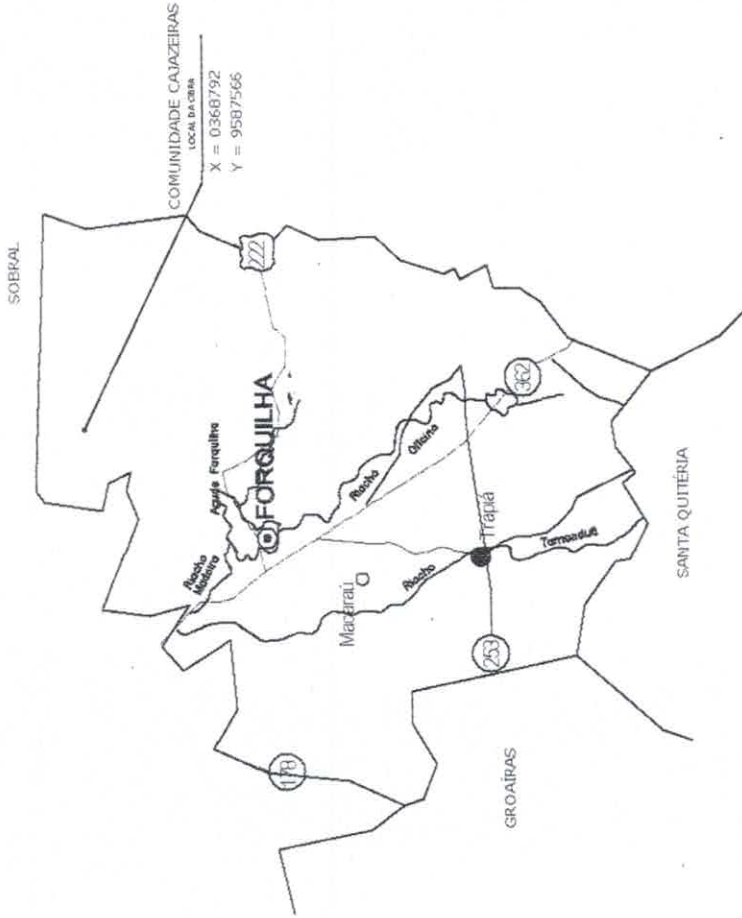 SOBRAL
COMUNIDADE CAJAZEIRAS
LOCAL DA OBRA
X = 0368792
Y = 9587566
222
Açude Forquilha
FORQUILHA
Riacho
Madeira
Riacho
Oiticica
362
Macaraú
Riacho
Trapiá
Tamanduá
253
178
GROAÍRAS
SANTA QUITÉRIA